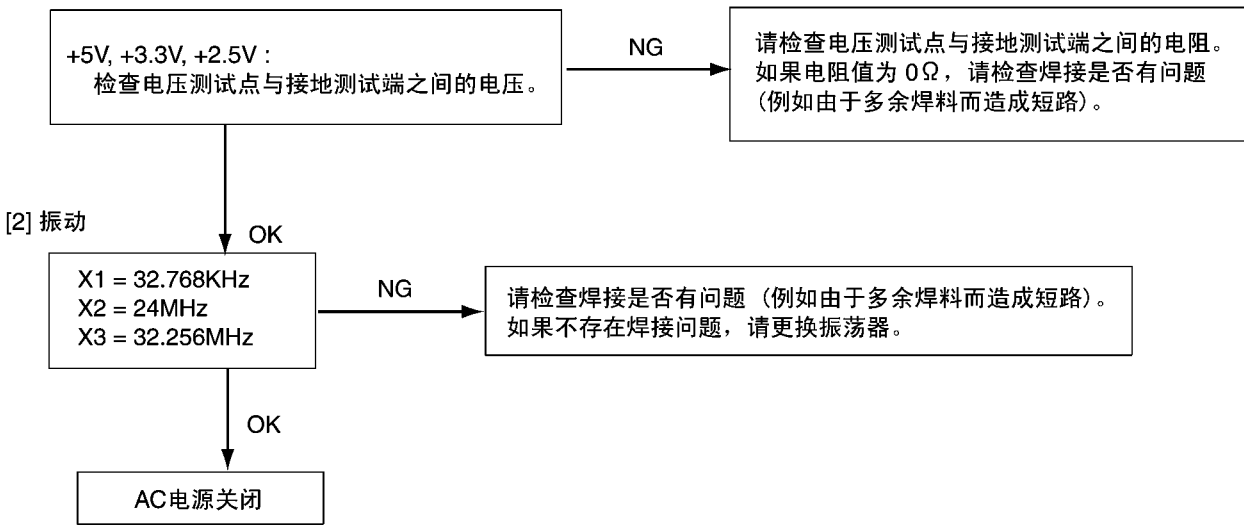 +5V, +3.3V, +2.5V :
检查电压测试点与接地测试端之间的电压。
NG
请检查电压测试点与接地测试端之间的电阻。
如果电阻值为 0Ω，请检查焊接是否有问题
(例如由于多余焊料而造成短路)。
OK
[2] 振动
X1 = 32.768KHz
X2 = 24MHz
X3 = 32.256MHz
NG
请检查焊接是否有问题 (例如由于多余焊料而造成短路)。
如果不存在焊接问题，请更换振荡器。
OK
AC电源关闭